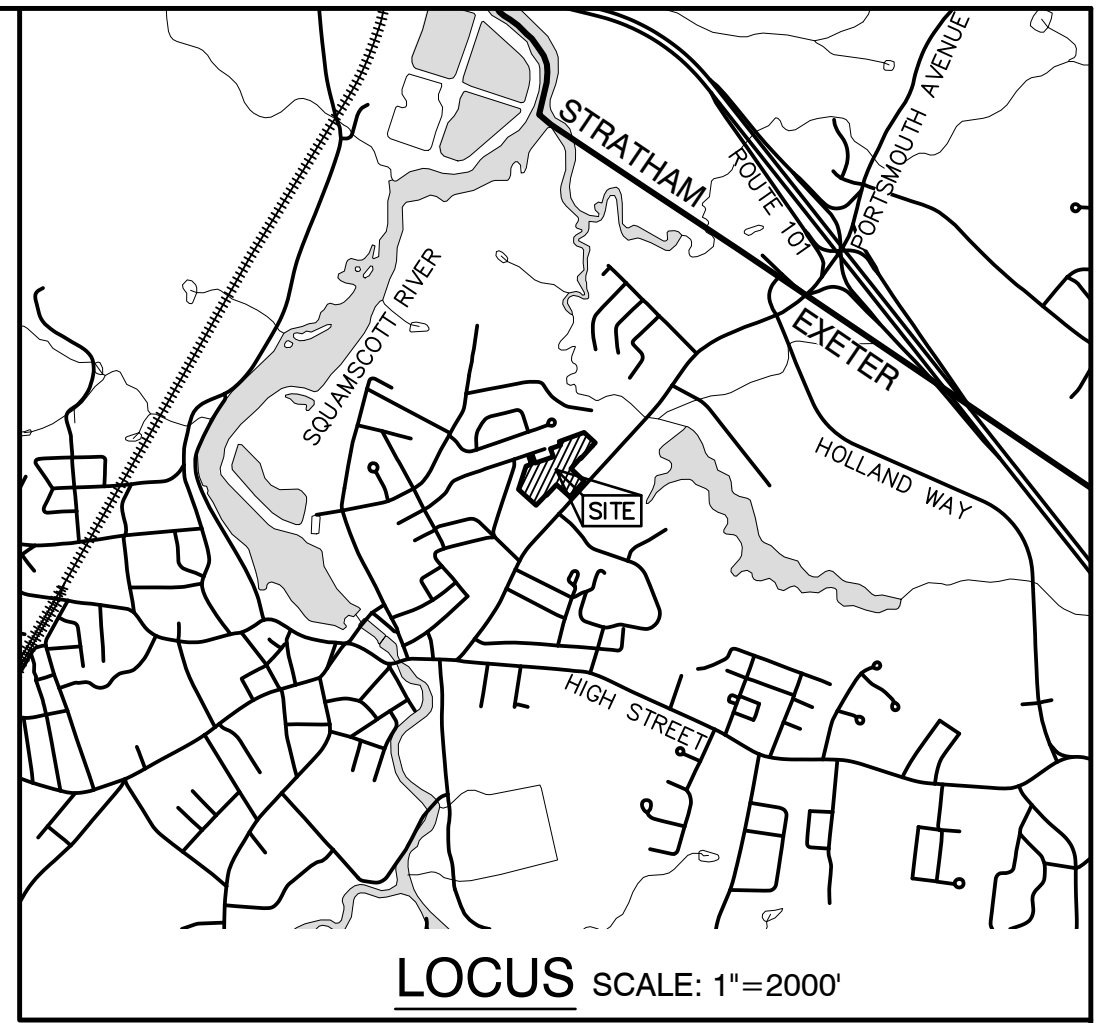 STRATHAM
ROUTE 101
PORTSMOUTH AVENUE
SQUAMSCOTT RIVER
EXETER
HOLLAND WAY
SITE
HIGH STREET
LOCUS SCALE: 1"=2000'